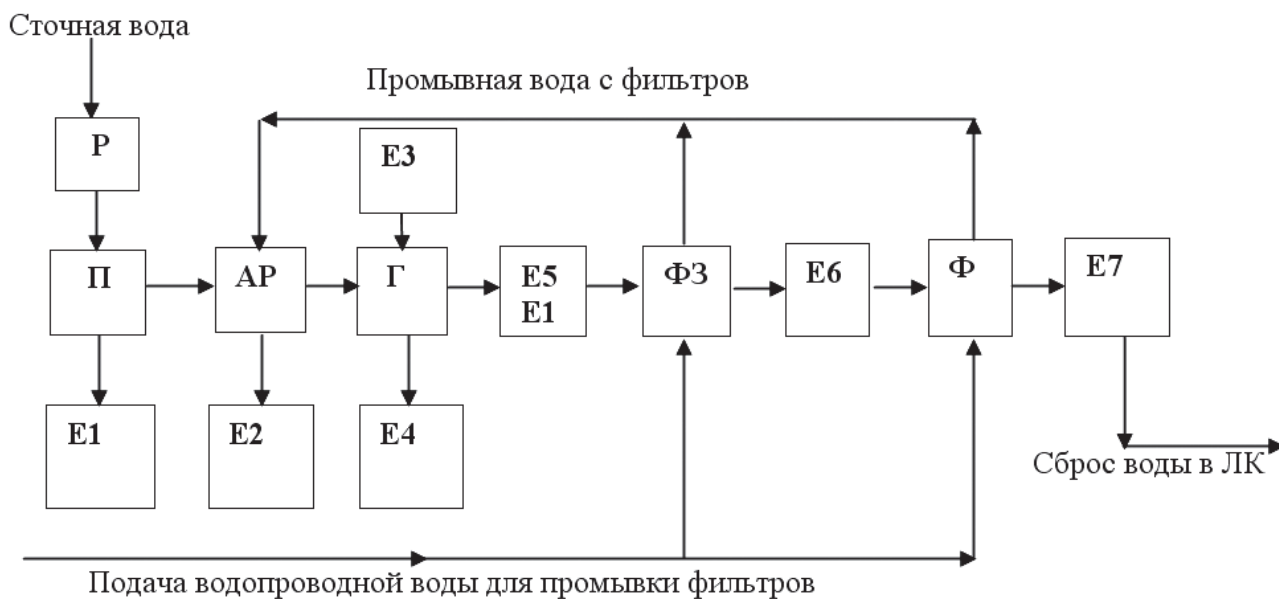 Сточная вода
Промывная вода с фильтров
Р
Е3
П
АР
Г
Е5
Е1
ФЗ
Е6
Ф
Е7
Е1
Е2
Е4
Сброс воды в ЛК
Подача водопроводной воды для промывки фильтров